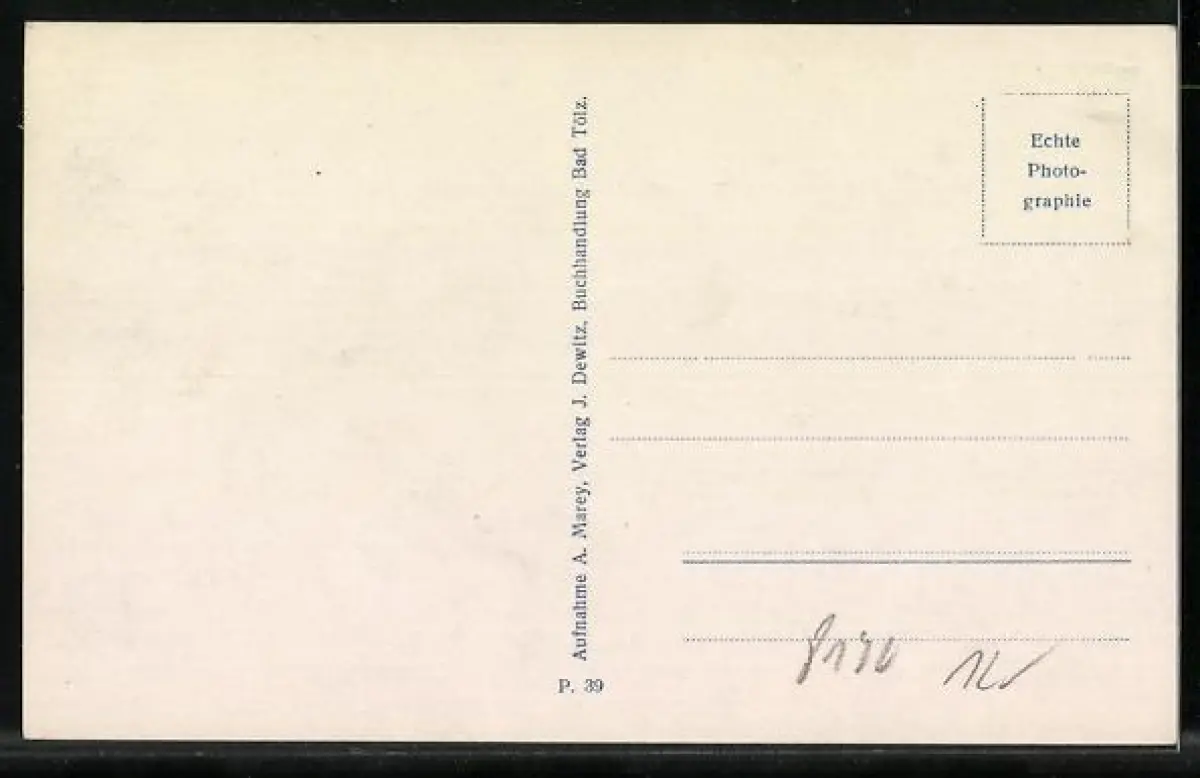 Aufnahme A. Marey, Verlag J. Dewitz, Buchhandlung Bad Tölz.
P. 39
Echte
Photo-
graphie